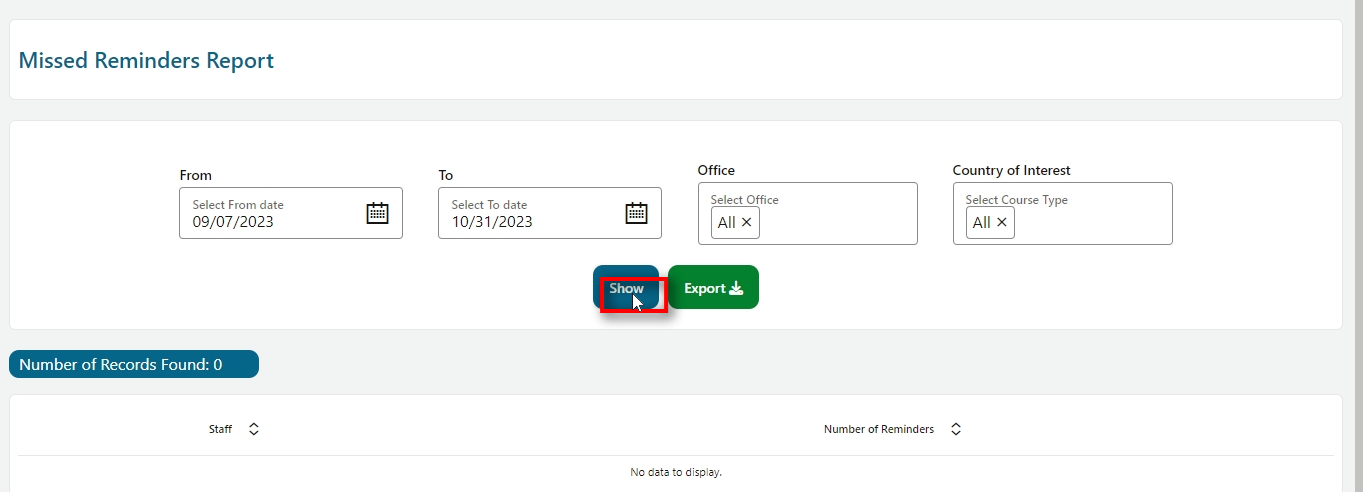 Missed Reminders Report
From To Office Country of Interest
Select From date Select To date Select Office Select Course Type
09/07/2023 10/31/2023 All × All ×
Show Export
Number of Records Found: 0
Staff Number of Reminders
No data to display.